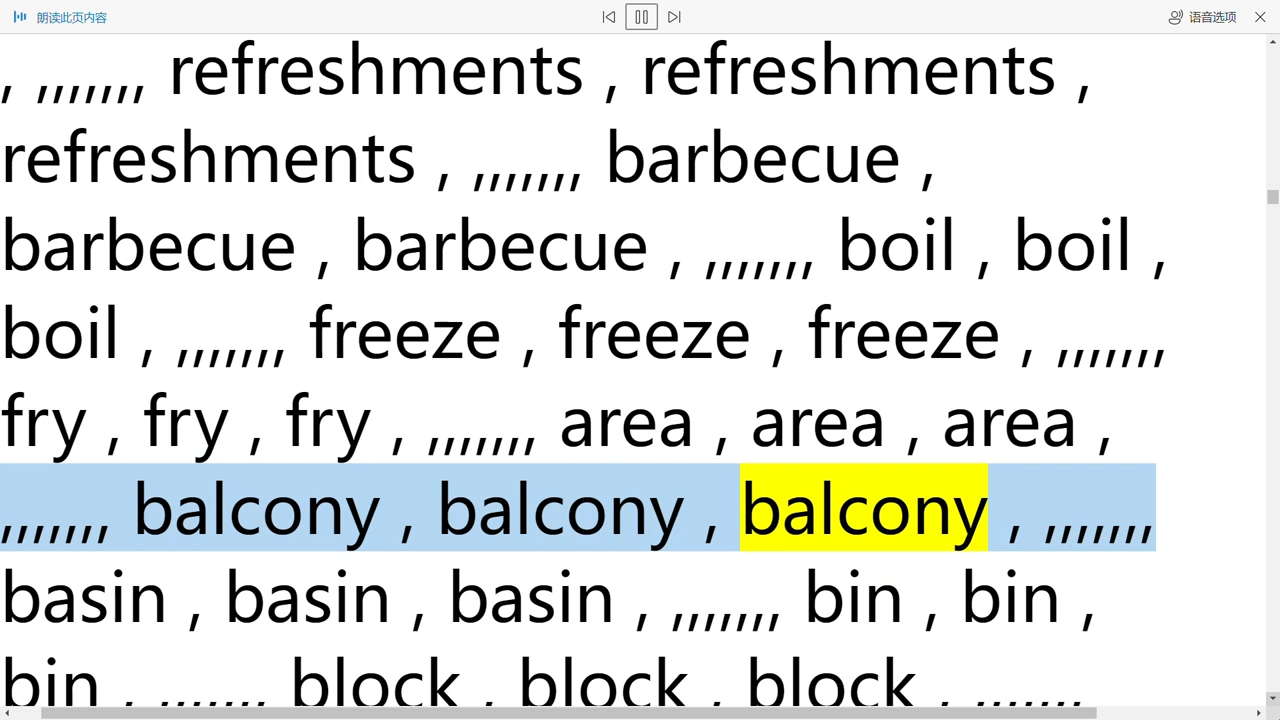 朗读此页内容 语音选项
, ,,,,,,, refreshments , refreshments ,
refreshments , ,,,,,,, barbecue ,
barbecue , barbecue , ,,,,,,, boil , boil ,
boil , ,,,,,,, freeze , freeze , freeze , ,,,,,,,
fry , fry , fry , ,,,,,,, area , area , area ,
,,,,,,, balcony , balcony , balcony , ,,,,,,,
basin , basin , basin , ,,,,,,, bin , bin ,
bin , ,,,,,,, block , block , block , ,,,,,,,